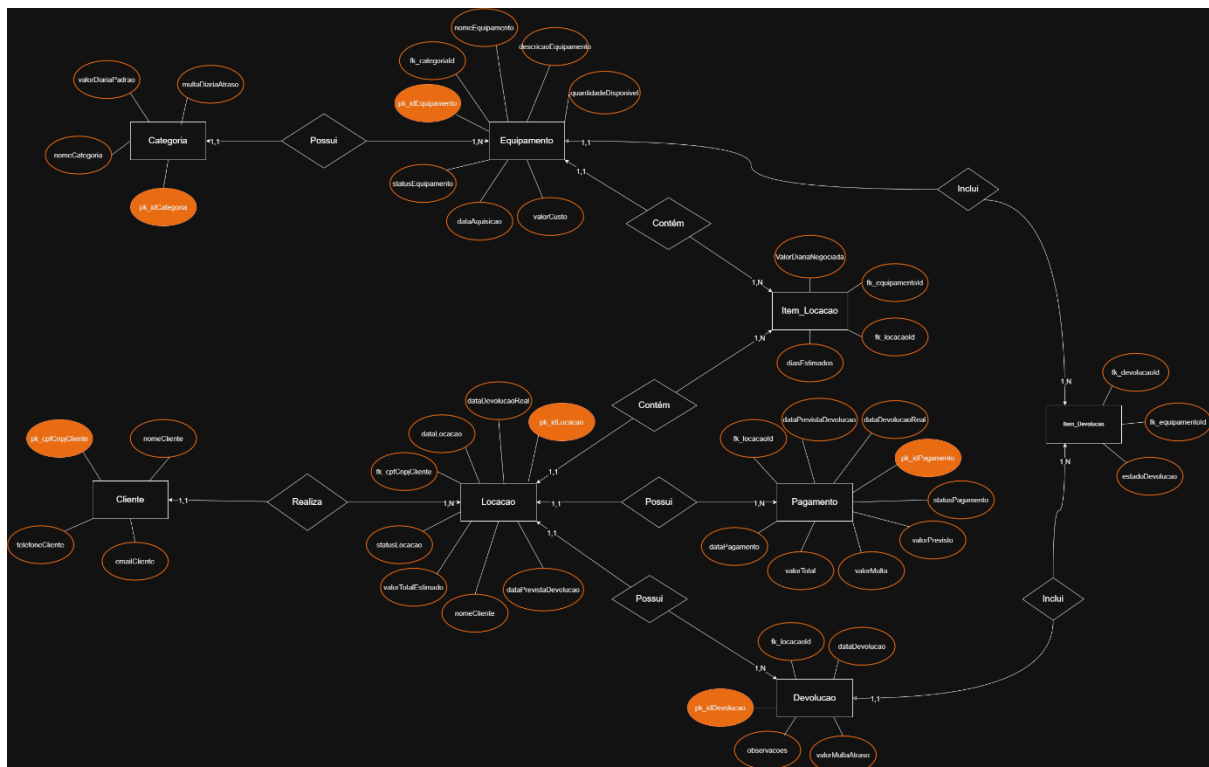 nomeEquipamento
fk_categoriaId
descricaoEquipamento
valorDiariaPadrao
multaDiariaAtraso
pk_idEquipamento
quantidadeDisponivel
Categoria
1,1
Possui
1,N
Equipamento
1,1
nomeCategoria
1,1
statusEquipamento
Inclui
pk_idCategoria
dataAquisicao
valorCusto
Contém
ValorDiariaNegociada
1,N
fk_equipamentoId
Item_Locacao
fk_locacaoId
1,N
diasEstimados
fk_devolucaoId
1,N
dataDevolucaoReal
Contém
pk_idLocacao
dataPrevistaDevolucao
dataDevolucaoReal
Item_Devolucao
fk_equipamentoId
pk_cpfCnpjCliente
nomeCliente
dataLocacao
fk_locacaoId
1,N
pk_idPagamento
fk_cpfCnpjCliente
1,1
estadoDevolucao
Cliente
1,1
Realiza
1,N
Locacao
1,1
Possui
1,N
Pagamento
statusPagamento
1,1
telefoneCliente
emailCliente
statusLocacao
dataPagamento
valorPrevisto
valorTotalEstimado
valorTotal
valorMulta
nomeCliente
dataPrevistaDevolucao
Possui
Inclui
fk_locacaoId
dataDevolucao
1,N
pk_idDevolucao
Devolucao
1,1
observacoes
valorMultaAtraso